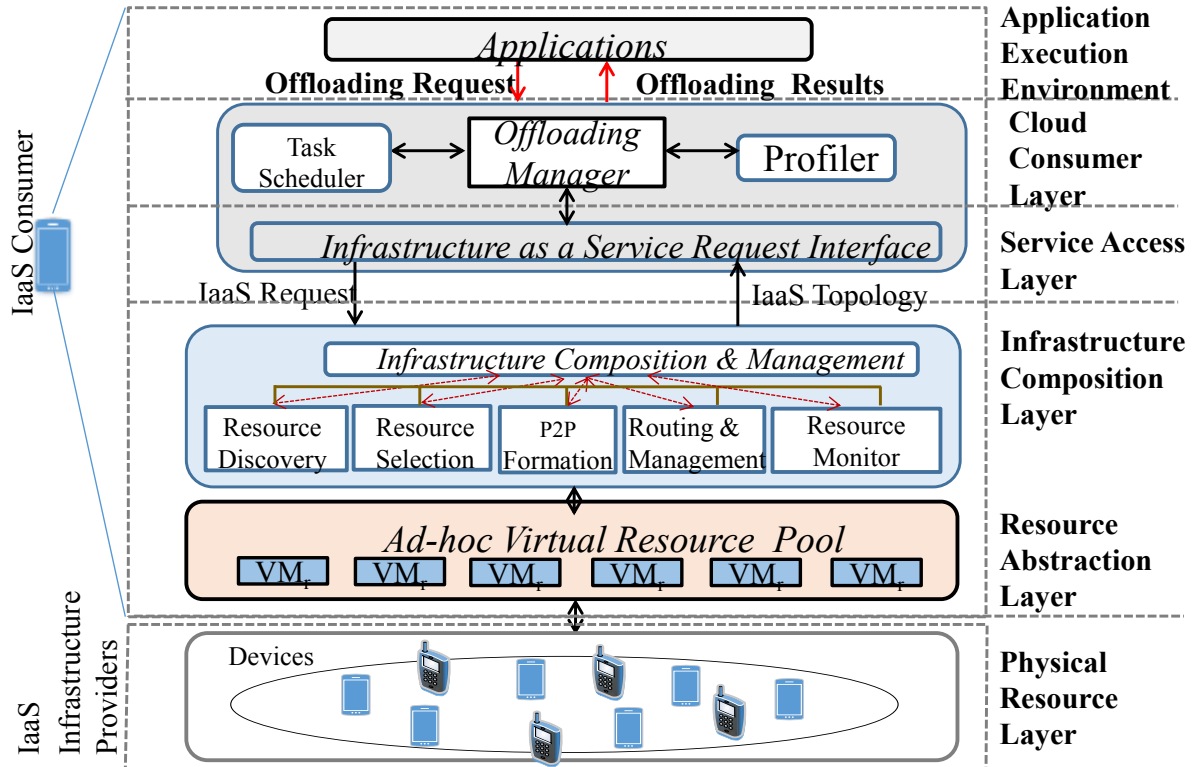 Applications
Offloading Request
Offloading Results
Application
Execution
Environment
Task
Scheduler
Offloading
Manager
Profiler
Cloud
Consumer
Layer
Infrastructure as a Service Request Interface
Service Access
Layer
IaaS Request
IaaS Topology
IaaS Consumer
Infrastructure Composition & Management
Infrastructure
Composition
Layer
Resource
Discovery
Resource
Selection
P2P
Formation
Routing &
Management
Resource
Monitor
Ad-hoc Virtual Resource Pool
VMr
VMr
VMr
VMr
VMr
VMr
Resource
Abstraction
Layer
IaaS
Infrastructure
Providers
Devices
Physical
Resource
Layer